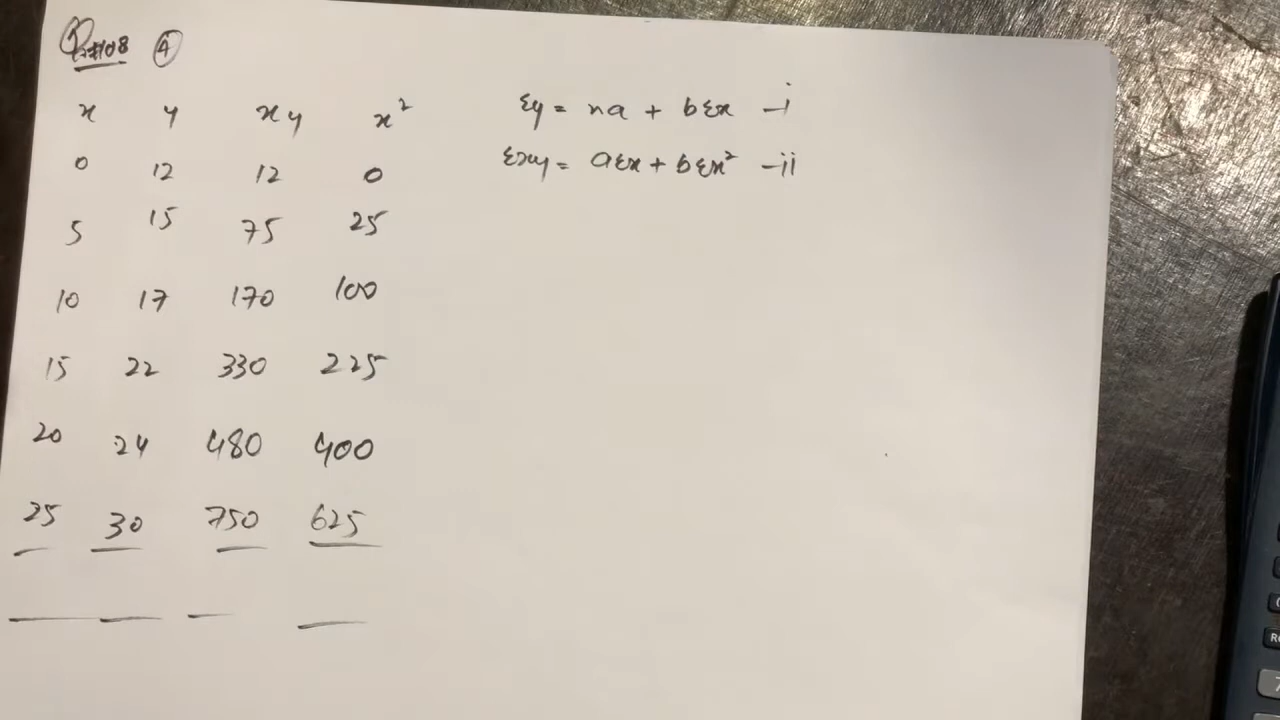 Q#08 ④
x y xy x²
0 12 12 0
5 15 75 25
10 17 170 100
15 22 330 225
20 24 480 400
25 30 750 625
Σy = na + bΣx - i
Σxy = aΣx + bΣx² - ii